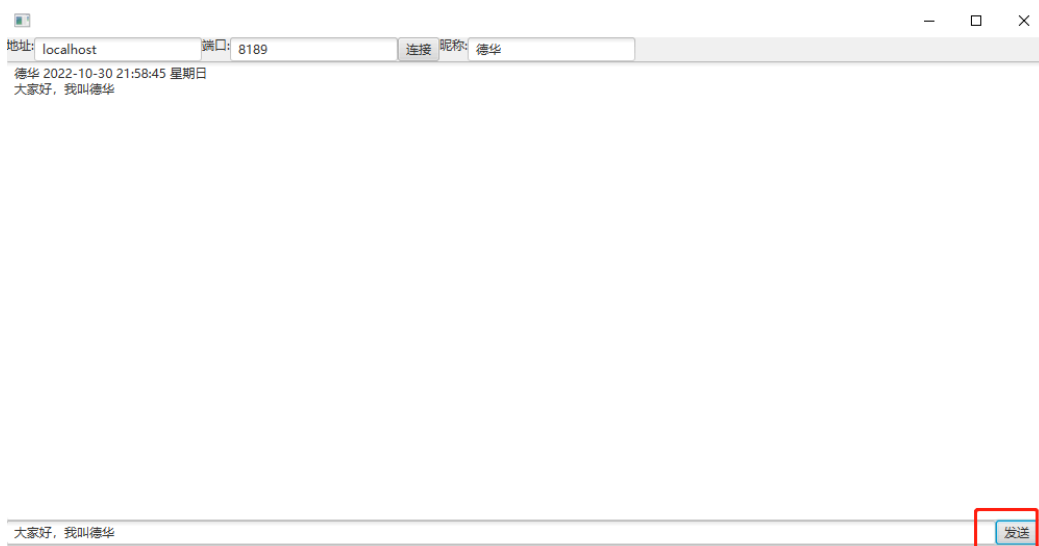 地址: localhost 端口: 8189 连接 昵称: 德华
德华 2022-10-30 21:58:45 星期日
大家好，我叫德华
大家好，我叫德华 发送